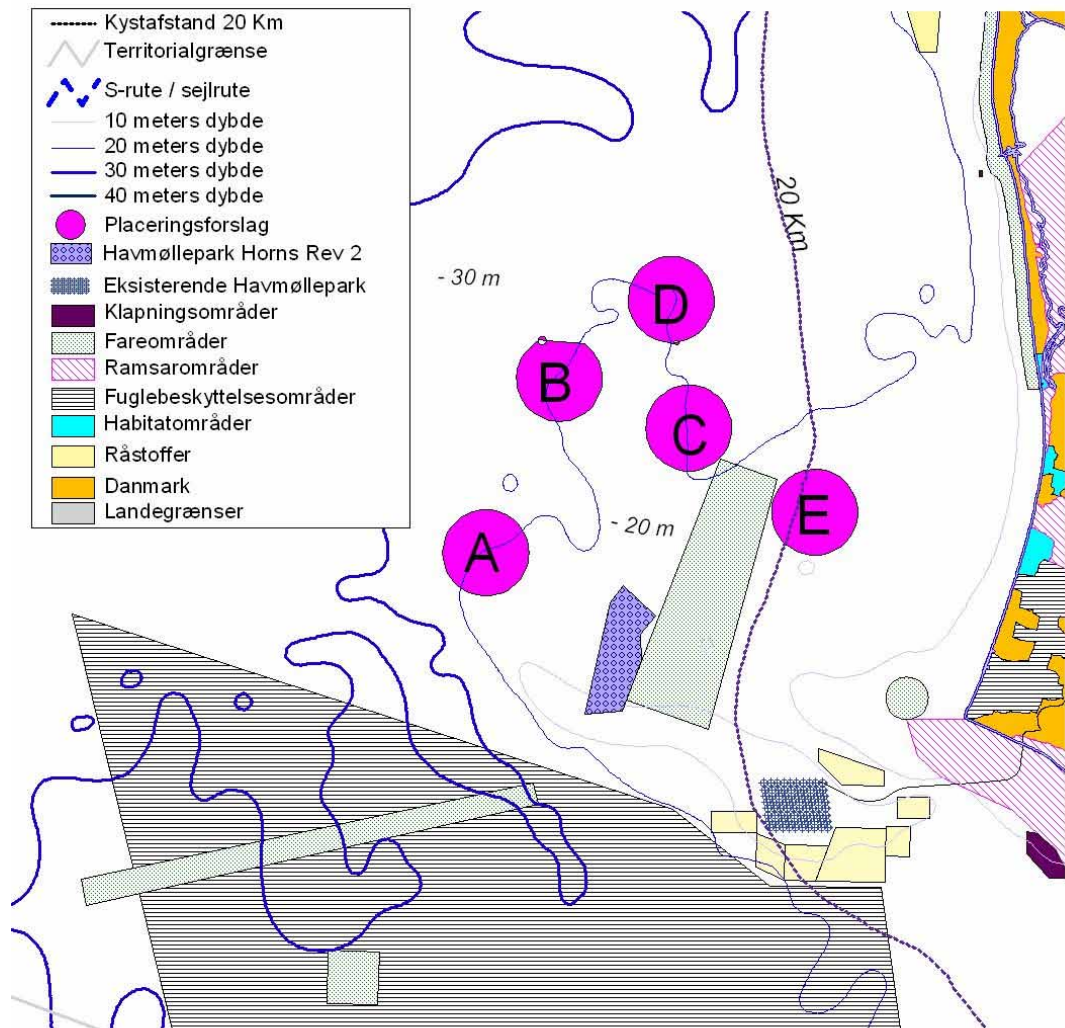 Kystafstand 20 Km
Territorialgrænse
S-rute / sejlrute
10 meters dybde
20 meters dybde
30 meters dybde
40 meters dybde
Placeringsforslag
Havmøllepark Horns Rev 2
Eksisterende Havmøllepark
Klapningsområder
Fareområder
Ramsarområder
Fuglebeskyttelsesområder
Habitatområder
Råstoffer
Danmark
Landegrænser
20 Km
- 30 m
D
B
C
E
- 20 m
A